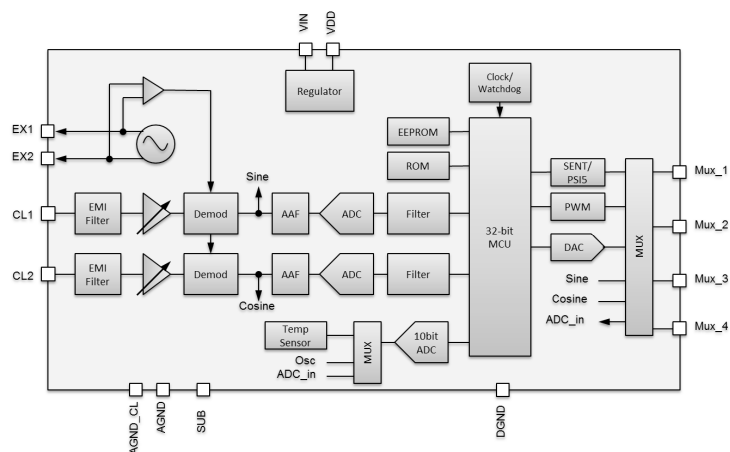 VIN
VDD
Regulator
Clock/
Watchdog
EX1
EX2
EEPROM
ROM
Sine
CL1
EMI
Filter
Demod
AAF
ADC
Filter
32-bit
MCU
SENT/
PSI5
PWM
DAC
MUX
Mux_1
Mux_2
Mux_3
Mux_4
CL2
EMI
Filter
Demod
AAF
ADC
Filter
Cosine
Sine
Cosine
ADC_in
Temp
Sensor
Osc
ADC_in
MUX
10bit
ADC
AGND_CL
AGND
SUB
DGND